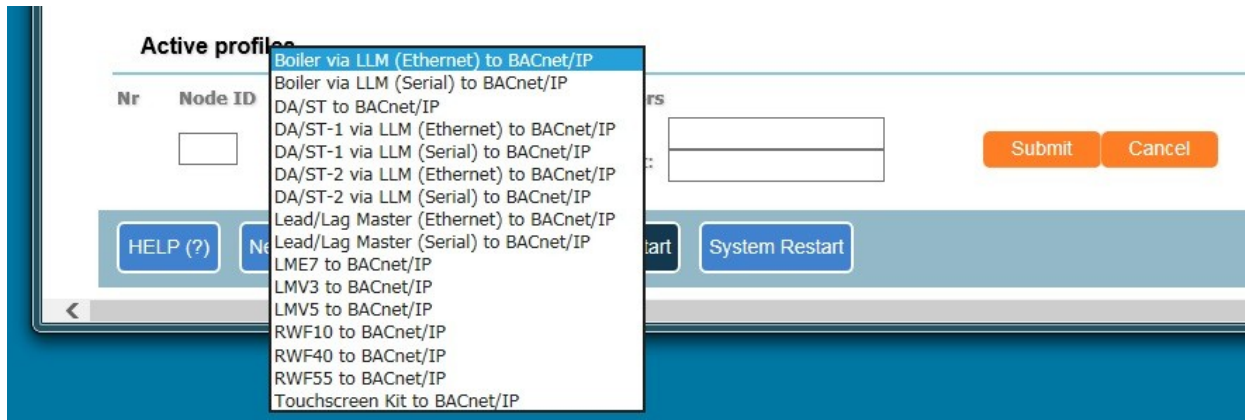 Active profiles
Nr Node ID
Boiler via LLM (Ethernet) to BACnet/IP
Boiler via LLM (Serial) to BACnet/IP
DA/ST to BACnet/IP
DA/ST-1 via LLM (Ethernet) to BACnet/IP
DA/ST-1 via LLM (Serial) to BACnet/IP
DA/ST-2 via LLM (Ethernet) to BACnet/IP
DA/ST-2 via LLM (Serial) to BACnet/IP
Lead/Lag Master (Ethernet) to BACnet/IP
Lead/Lag Master (Serial) to BACnet/IP
LME7 to BACnet/IP
LMV3 to BACnet/IP
LMV5 to BACnet/IP
RWF10 to BACnet/IP
RWF40 to BACnet/IP
RWF55 to BACnet/IP
Touchscreen Kit to BACnet/IP
Submit Cancel
HELP (?) System Restart